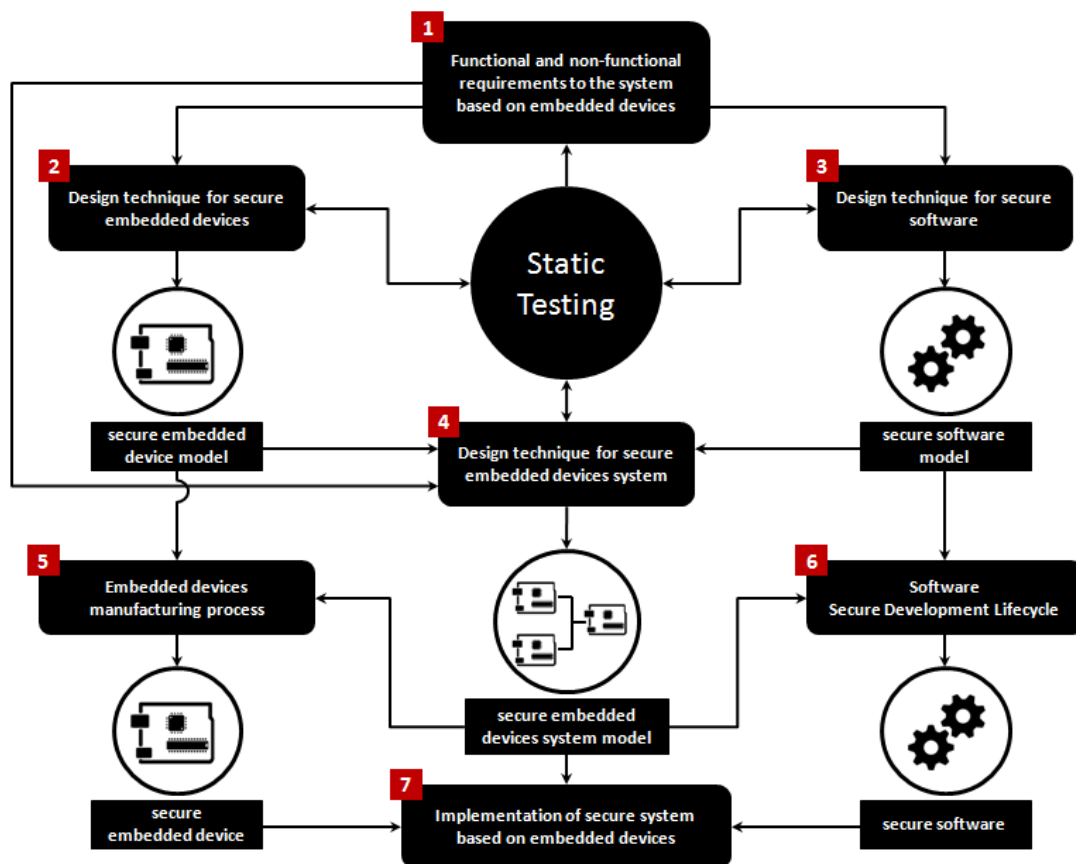 1
Functional and non-functional
requirements to the system
based on embedded devices
2
Design technique for secure
embedded devices
3
Design technique for secure
software
Static
Testing
secure embedded
device model
4
Design technique for secure
embedded devices system
secure software
model
5
Embedded devices
manufacturing process
6
Software
Secure Development Lifecycle
secure embedded
devices system model
secure
embedded device
7
Implementation of secure system
based on embedded devices
secure software